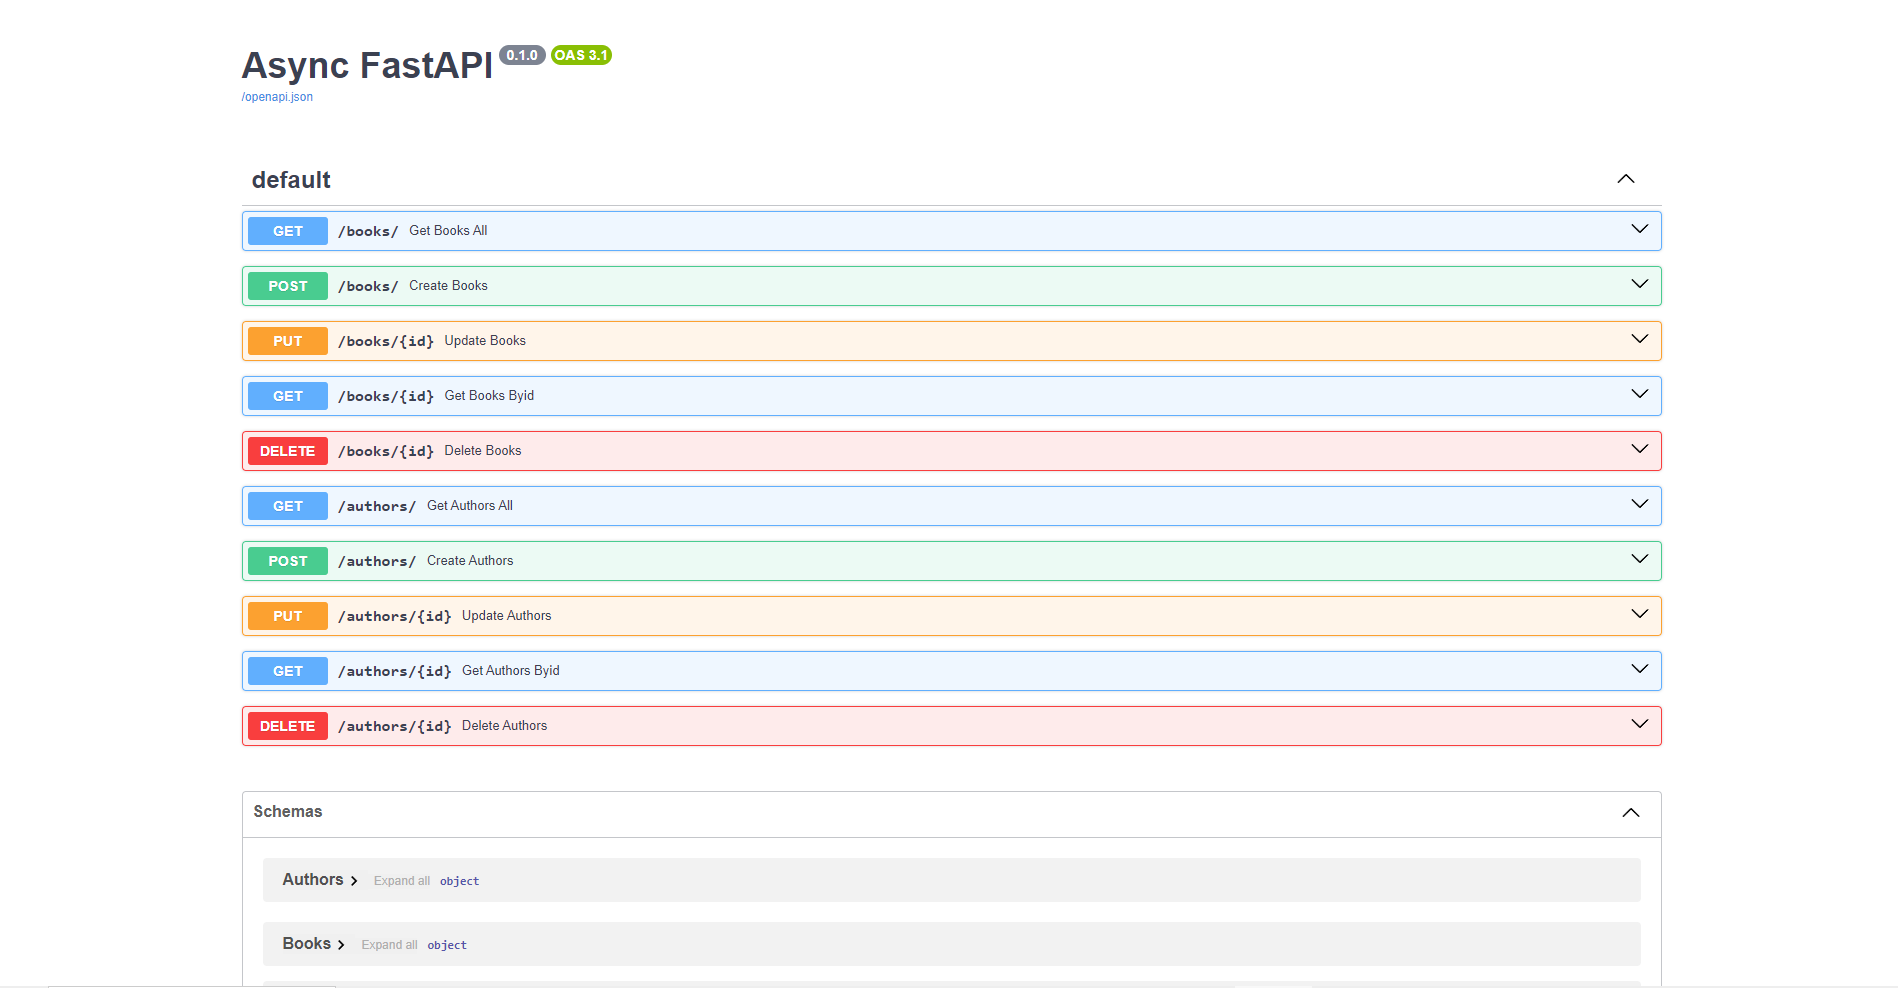 Async FastAPI 0.1.0 OAS 3.1
/openapi.json
default
GET /books/ Get Books All
POST /books/ Create Books
PUT /books/{id} Update Books
GET /books/{id} Get Books Byid
DELETE /books/{id} Delete Books
GET /authors/ Get Authors All
POST /authors/ Create Authors
PUT /authors/{id} Update Authors
GET /authors/{id} Get Authors Byid
DELETE /authors/{id} Delete Authors
Schemas
Authors Expand all object
Books Expand all object